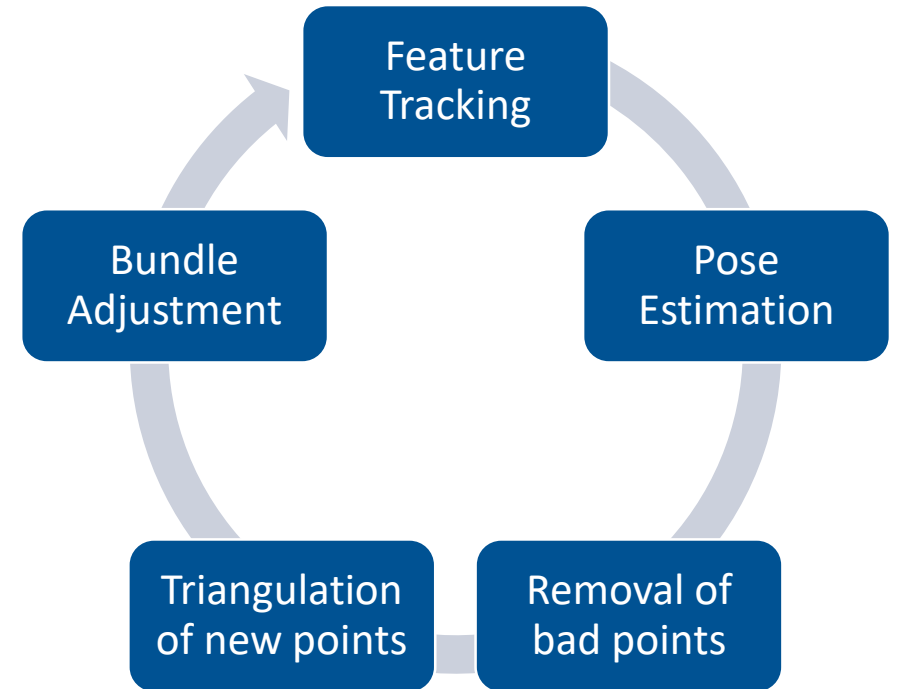 Feature
Tracking
Pose
Estimation
Removal of
bad points
Triangulation
of new points
Bundle
Adjustment